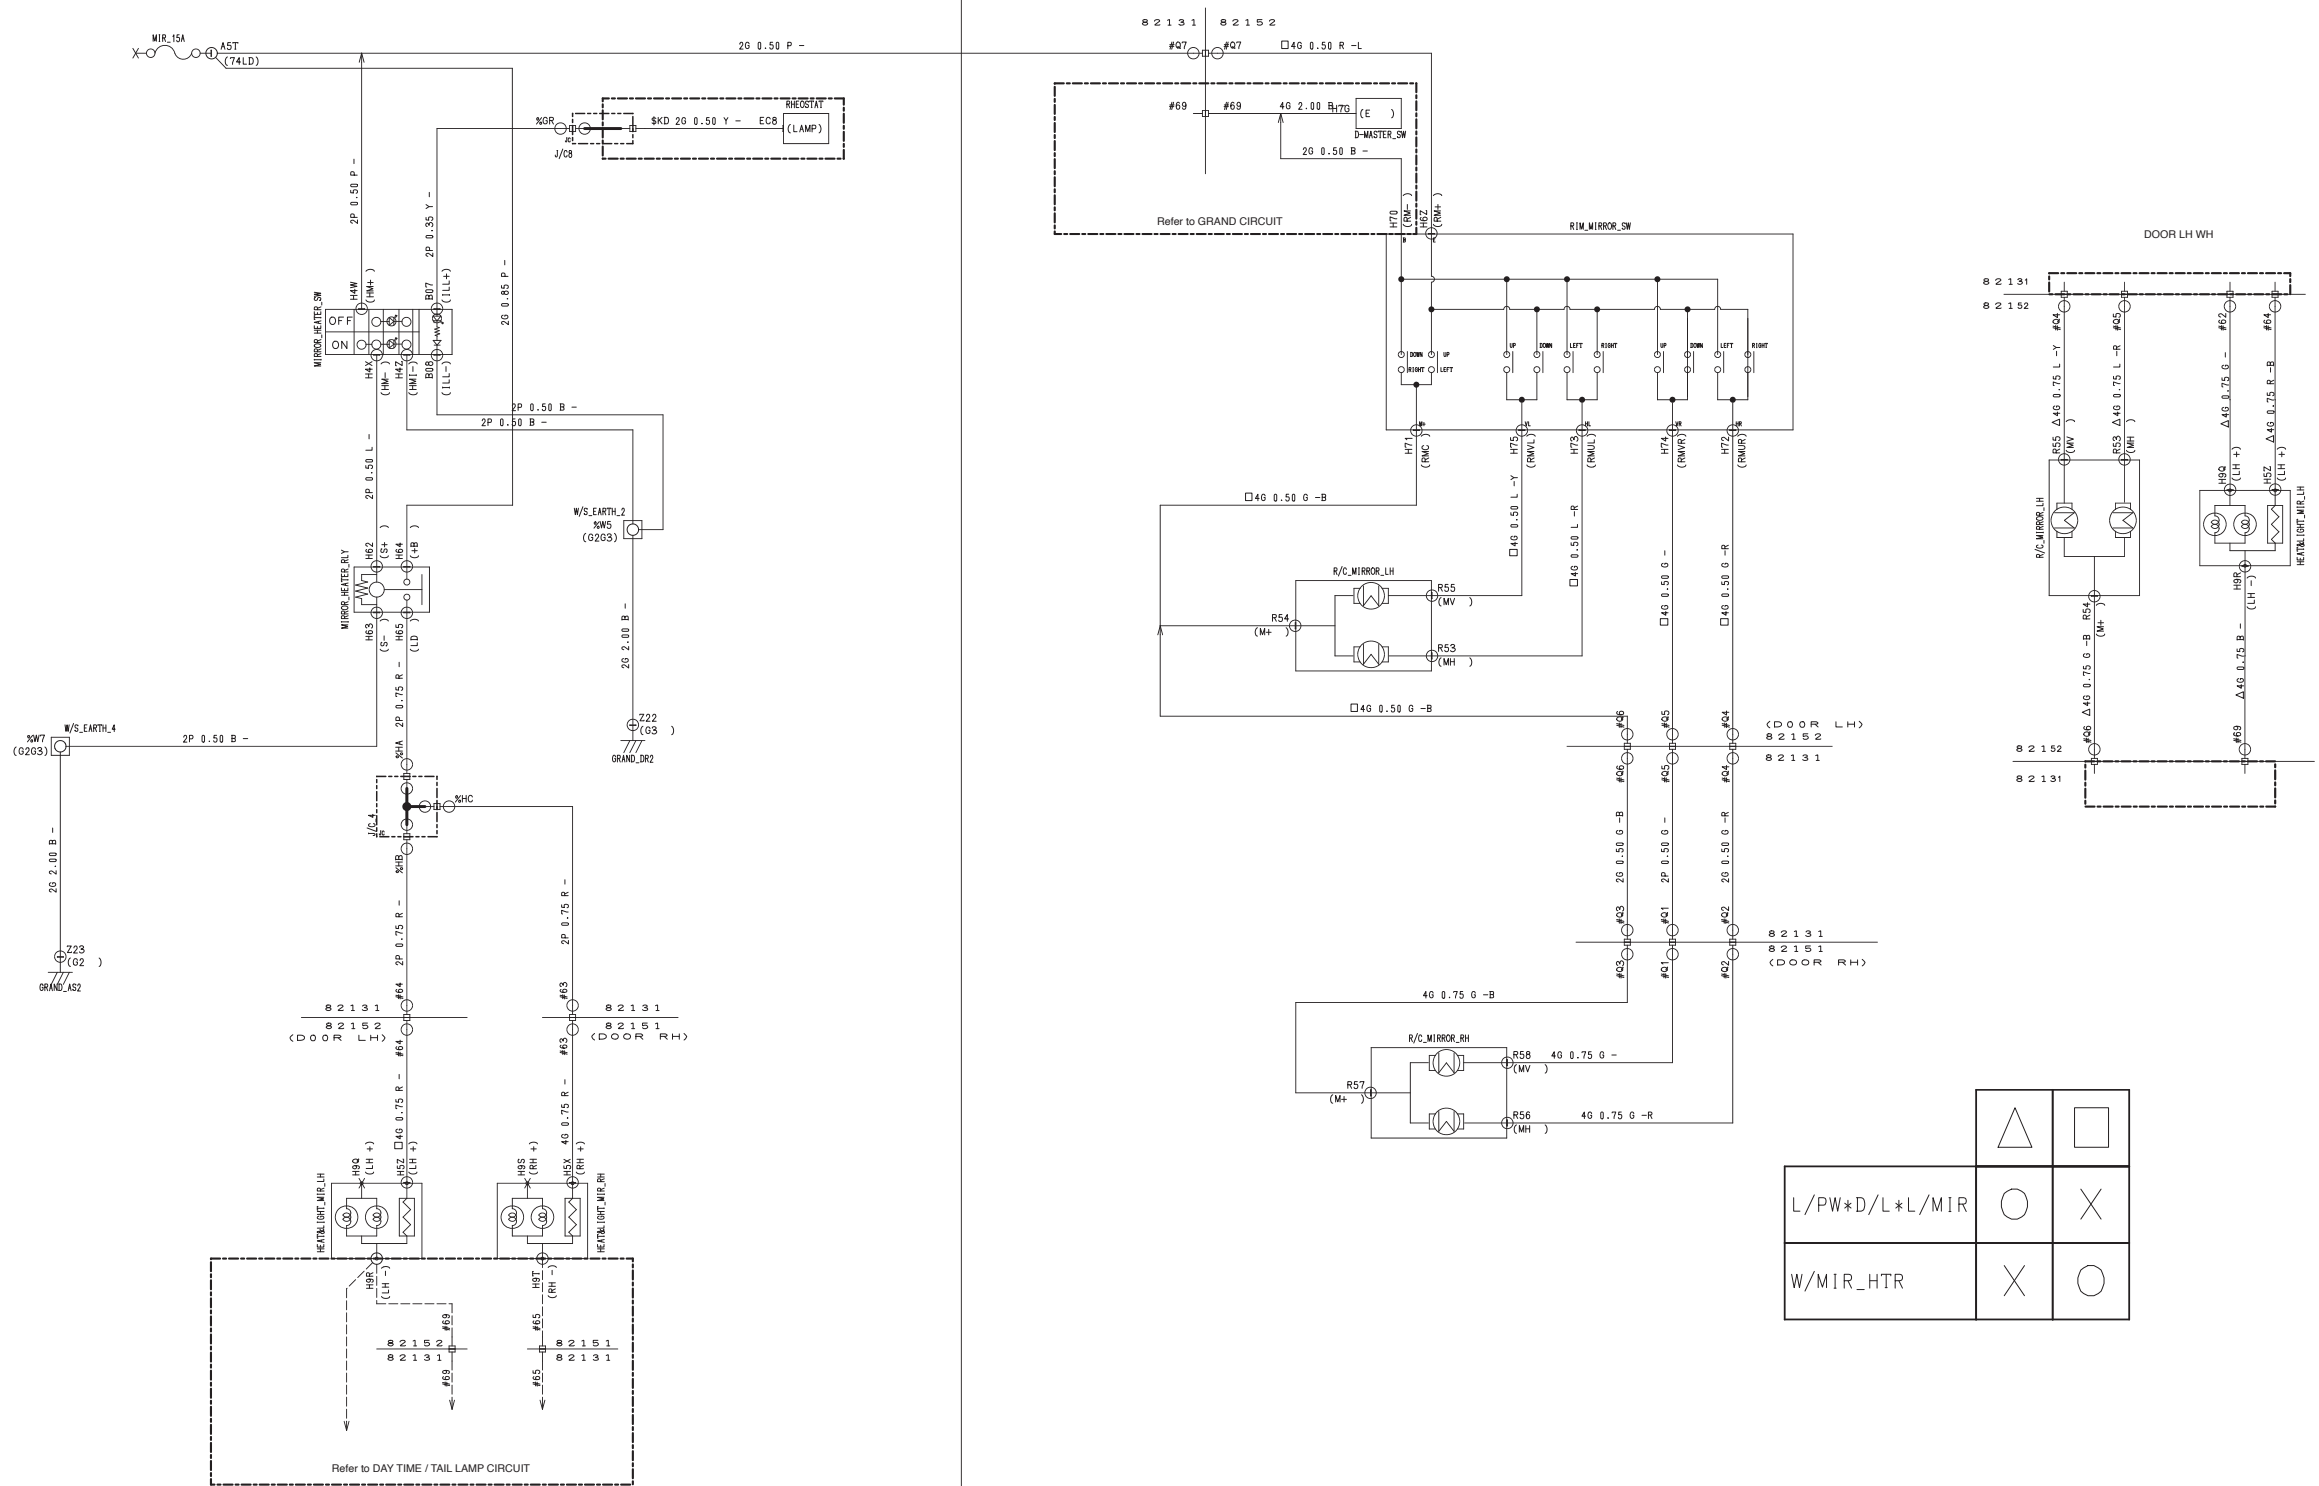 MIR_15A
A5T
(74LD)
2G 0.50 P -
2P 0.50 P -
2P 0.35 Y -
2G 0.85 P -
%GR
JC
J/C8
$KD 2G 0.50 Y -
EC8
RHEOSTAT
(LAMP)
MIRROR_HEATER_SW
H4W
(HM+ )
B07
(ILL+)
OFF
ON
H4X
(HM- )
H4Z
(HMI-)
B08
(ILL-)
2P 0.50 B -
2P 0.50 B -
2P 0.50 L -
W/S_EARTH_2
%W5
(G2G3)
2G 2.00 B -
Z22
(G3 )
GRAND_DR2
MIRROR_HEATER_RLY
H62
(S+ )
H64
(+B )
H63
(S- )
H65
(LD )
2P 0.75 R -
W/S_EARTH_4
%W7
(G2G3)
2P 0.50 B -
2G 2.00 B -
Z23
(G2 )
GRAND_AS2
%HA
J/C_4
JC
%HC
%HB
2P 0.75 R -
2P 0.75 R -
#64
#63
82131
82152
(DOOR LH)
82131
82151
(DOOR RH)
#64
#63
□4G 0.75 R -
4G 0.75 R -
HEAT&LIGHT_MIR_LH
H9Q
(LH +)
H5Z
(LH +)
H9S
(RH +)
H5X
(RH +)
HEAT&LIGHT_MIR_RH
H9R
(LH -)
H9T
(RH -)
#69
#65
82152
82131
82151
82131
#69
#65
Refer to DAY TIME / TAIL LAMP CIRCUIT
82131
82152
#Q7
#Q7
□4G 0.50 R -L
#69
#69
4G 2.00 B
H7G
(E )
D-MASTER_SW
2G 0.50 B -
Refer to GRAND CIRCUIT
H70
(RM- )
H6Z
(RM+ )
RIM_MIRROR_SW
DOWN
UP
RIGHT
LEFT
UP
DOWN
LEFT
RIGHT
UP
DOWN
LEFT
RIGHT
M+
VL
HL
VR
HR
H71
(RMC )
H75
(RMVL)
H73
(RMUL)
H74
(RMVR)
H72
(RMUR)
□4G 0.50 G -B
□4G 0.50 L -Y
□4G 0.50 L -R
□4G 0.50 G -
□4G 0.50 G -R
R/C_MIRROR_LH
R54
(M+ )
R55
(MV )
R53
(MH )
□4G 0.50 G -B
#Q6
#Q5
#Q4
(DOOR LH)
82152
82131
#Q6
#Q5
#Q4
2G 0.50 G -B
2P 0.50 G -
2G 0.50 G -R
#Q3
#Q1
#Q2
82131
82151
(DOOR RH)
#Q3
#Q1
#Q2
4G 0.75 G -B
R/C_MIRROR_RH
R57
(M+ )
R58
(MV )
4G 0.75 G -
R56
(MH )
4G 0.75 G -R
DOOR LH WH
82131
82152
#Q4
#Q5
#62
#64
△4G 0.75 L -Y
△4G 0.75 L -R
△4G 0.75 G -
△4G 0.75 R -B
R55
(MV )
R53
(MH )
H9Q
(LH +)
H5Z
(LH +)
R/C_MIRROR_LH
HEAT&LIGHT_MIR_LH
R54
(M+ )
H9R
(LH -)
△4G 0.75 G -B
△4G 0.75 B -
#Q6
#69
82152
82131
△ □
L/PW*D/L*L/MIR ○ X
W/MIR_HTR X ○